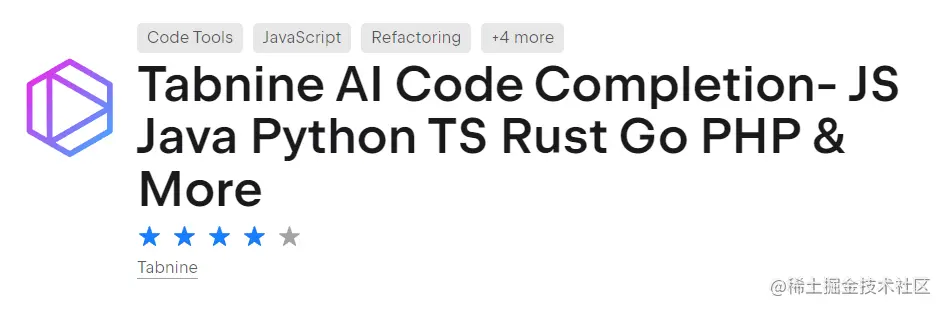 Code Tools JavaScript Refactoring +4 more
Tabnine AI Code Completion- JS
Java Python TS Rust Go PHP &
More
Tabnine
@稀土掘金技术社区